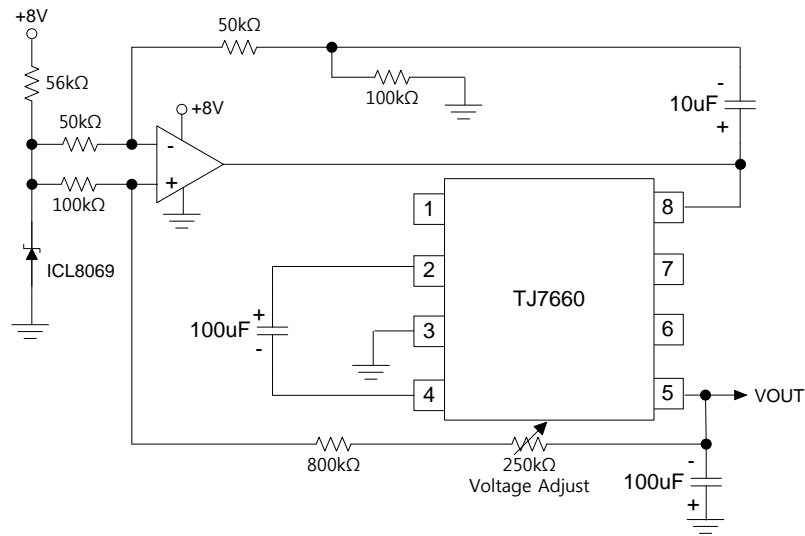 +8V
50kΩ
56kΩ
100kΩ
-
10uF
+
+8V
50kΩ
-
+
100kΩ
ICL8069
1
8
2
7
TJ7660
+
100uF
-
3
6
4
5
VOUT
800kΩ
250kΩ
Voltage Adjust
-
100uF
+